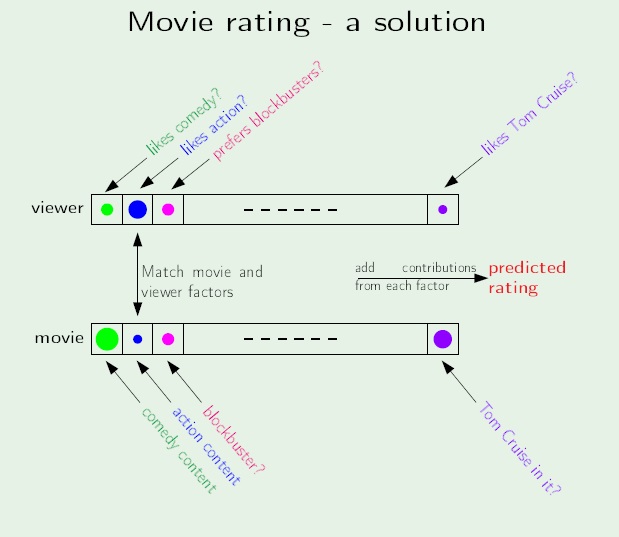 Movie rating - a solution
likes comedy?
likes action?
prefers blockbusters?
likes Tom Cruise?
viewer
Match movie and
viewer factors
add contributions
from each factor
predicted
rating
movie
comedy content
action content
blockbuster?
Tom Cruise in it?